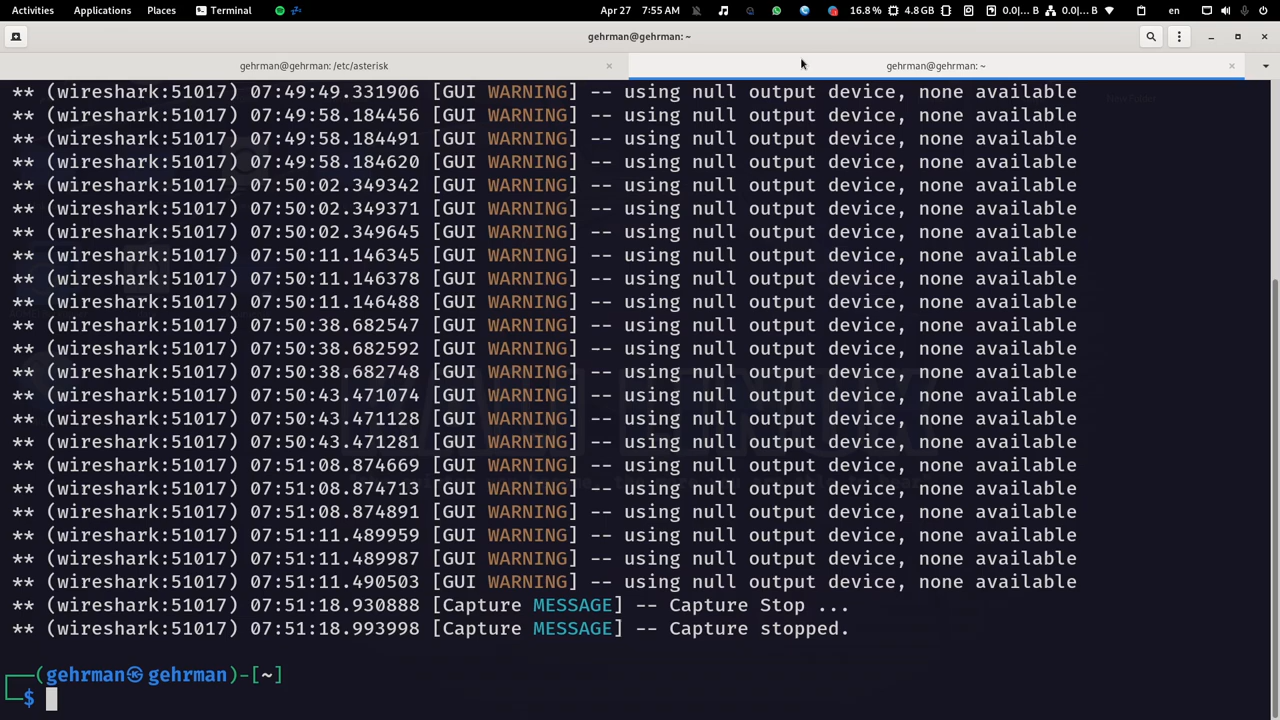 Activities Applications Places Terminal Apr 27 7:55 AM 16.8 % 4.8GB 0.0|... B 0.0|... B en
gehrman@gehrman: ~
gehrman@gehrman: /etc/asterisk × gehrman@gehrman: ~ ×
** (wireshark:51017) 07:49:49.331906 [GUI WARNING] -- using null output device, none available
** (wireshark:51017) 07:49:58.184456 [GUI WARNING] -- using null output device, none available
** (wireshark:51017) 07:49:58.184491 [GUI WARNING] -- using null output device, none available
** (wireshark:51017) 07:49:58.184620 [GUI WARNING] -- using null output device, none available
** (wireshark:51017) 07:50:02.349342 [GUI WARNING] -- using null output device, none available
** (wireshark:51017) 07:50:02.349371 [GUI WARNING] -- using null output device, none available
** (wireshark:51017) 07:50:02.349645 [GUI WARNING] -- using null output device, none available
** (wireshark:51017) 07:50:11.146345 [GUI WARNING] -- using null output device, none available
** (wireshark:51017) 07:50:11.146378 [GUI WARNING] -- using null output device, none available
** (wireshark:51017) 07:50:11.146488 [GUI WARNING] -- using null output device, none available
** (wireshark:51017) 07:50:38.682547 [GUI WARNING] -- using null output device, none available
** (wireshark:51017) 07:50:38.682592 [GUI WARNING] -- using null output device, none available
** (wireshark:51017) 07:50:38.682748 [GUI WARNING] -- using null output device, none available
** (wireshark:51017) 07:50:43.471074 [GUI WARNING] -- using null output device, none available
** (wireshark:51017) 07:50:43.471128 [GUI WARNING] -- using null output device, none available
** (wireshark:51017) 07:50:43.471281 [GUI WARNING] -- using null output device, none available
** (wireshark:51017) 07:51:08.874669 [GUI WARNING] -- using null output device, none available
** (wireshark:51017) 07:51:08.874713 [GUI WARNING] -- using null output device, none available
** (wireshark:51017) 07:51:08.874891 [GUI WARNING] -- using null output device, none available
** (wireshark:51017) 07:51:11.489959 [GUI WARNING] -- using null output device, none available
** (wireshark:51017) 07:51:11.489987 [GUI WARNING] -- using null output device, none available
** (wireshark:51017) 07:51:11.490503 [GUI WARNING] -- using null output device, none available
** (wireshark:51017) 07:51:18.930888 [Capture MESSAGE] -- Capture Stop ...
** (wireshark:51017) 07:51:18.993998 [Capture MESSAGE] -- Capture stopped.
┌──(gehrman㉿gehrman)-[~]
└─$